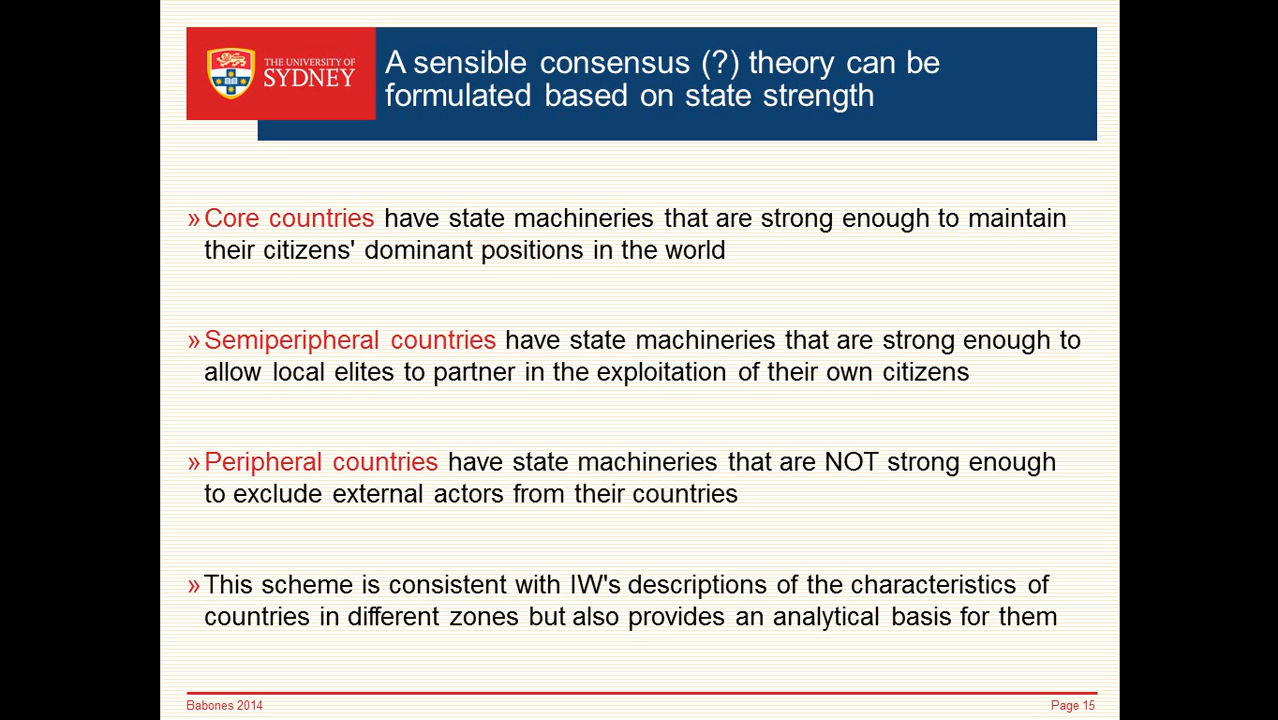 THE UNIVERSITY OF
SYDNEY
A sensible consensus (?) theory can be
formulated based on state strength
» Core countries have state machineries that are strong enough to maintain
their citizens' dominant positions in the world
» Semiperipheral countries have state machineries that are strong enough to
allow local elites to partner in the exploitation of their own citizens
» Peripheral countries have state machineries that are NOT strong enough
to exclude external actors from their countries
» This scheme is consistent with IW's descriptions of the characteristics of
countries in different zones but also provides an analytical basis for them
Babones 2014
Page 15